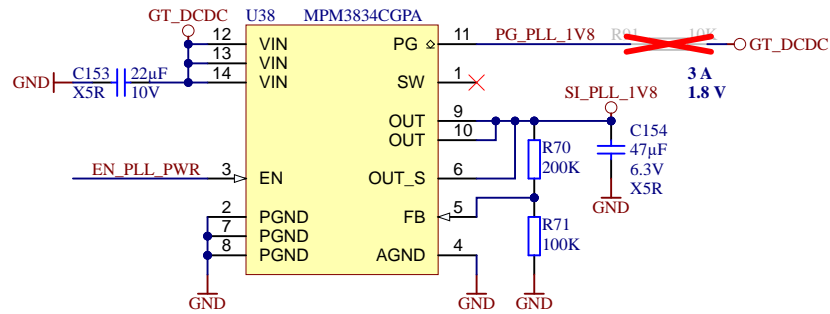 GT_DCDC
U38 MPM3834CGPA
12 VIN
13 VIN
14 VIN
PG 11
PG_PLL_1V8
R91 10K
GT_DCDC
GND
C153
X5R
22µF
10V
SW 1
3 A
1.8 V
SI_PLL_1V8
OUT 9
OUT 10
C154
47µF
6.3V
X5R
GND
R70
200K
EN_PLL_PWR
3 EN
OUT_S 6
2 PGND
7 PGND
8 PGND
FB 5
R71
100K
AGND 4
GND
GND
GND